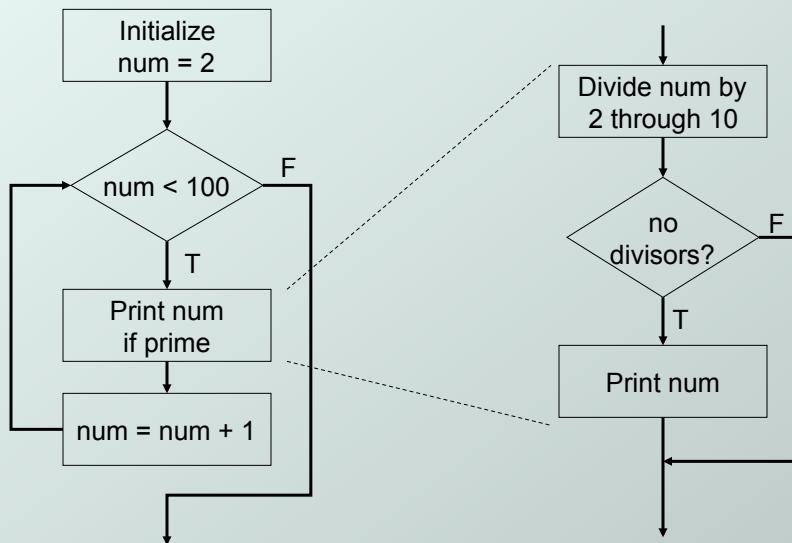 Initialize
num = 2
num < 100
F
T
Print num
if prime
num = num + 1
Divide num by
2 through 10
no
divisors?
F
T
Print num